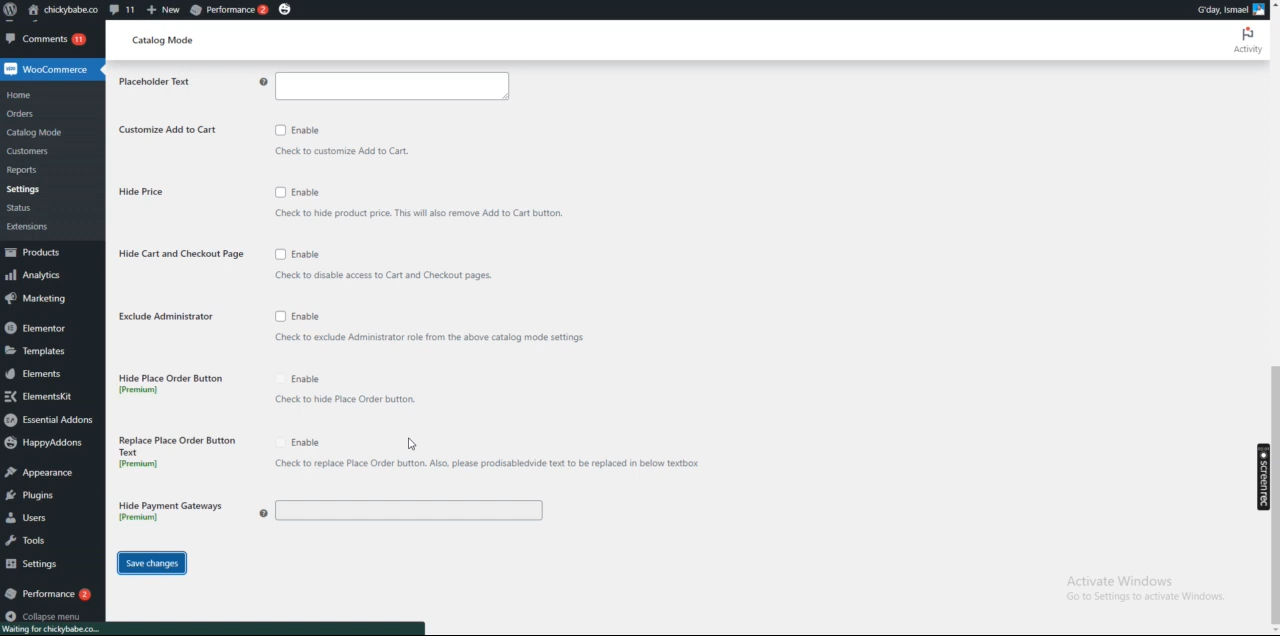 chickybabe.co 11 New Performance 2 G'day, Ismael
Comments 11
Catalog Mode
Activity
WooCommerce
Home
Orders
Catalog Mode
Customers
Reports
Settings
Status
Extensions
Products
Analytics
Marketing
Elementor
Templates
Elements
ElementsKit
Essential Addons
HappyAddons
Appearance
Plugins
Users
Tools
Settings
Performance 2
Collapse menu
Placeholder Text
Customize Add to Cart
Enable
Check to customize Add to Cart.
Hide Price
Enable
Check to hide product price. This will also remove Add to Cart button.
Hide Cart and Checkout Page
Enable
Check to disable access to Cart and Checkout pages.
Exclude Administrator
Enable
Check to exclude Administrator role from the above catalog mode settings
Hide Place Order Button
[Premium]
Enable
Check to hide Place Order button.
Replace Place Order Button
Text
[Premium]
Enable
Check to replace Place Order button. Also, please prodisabledvide text to be replaced in below textbox
Hide Payment Gateways
[Premium]
Save changes
screenrec
Activate Windows
Go to Settings to activate Windows.
Waiting for chickybabe.co...